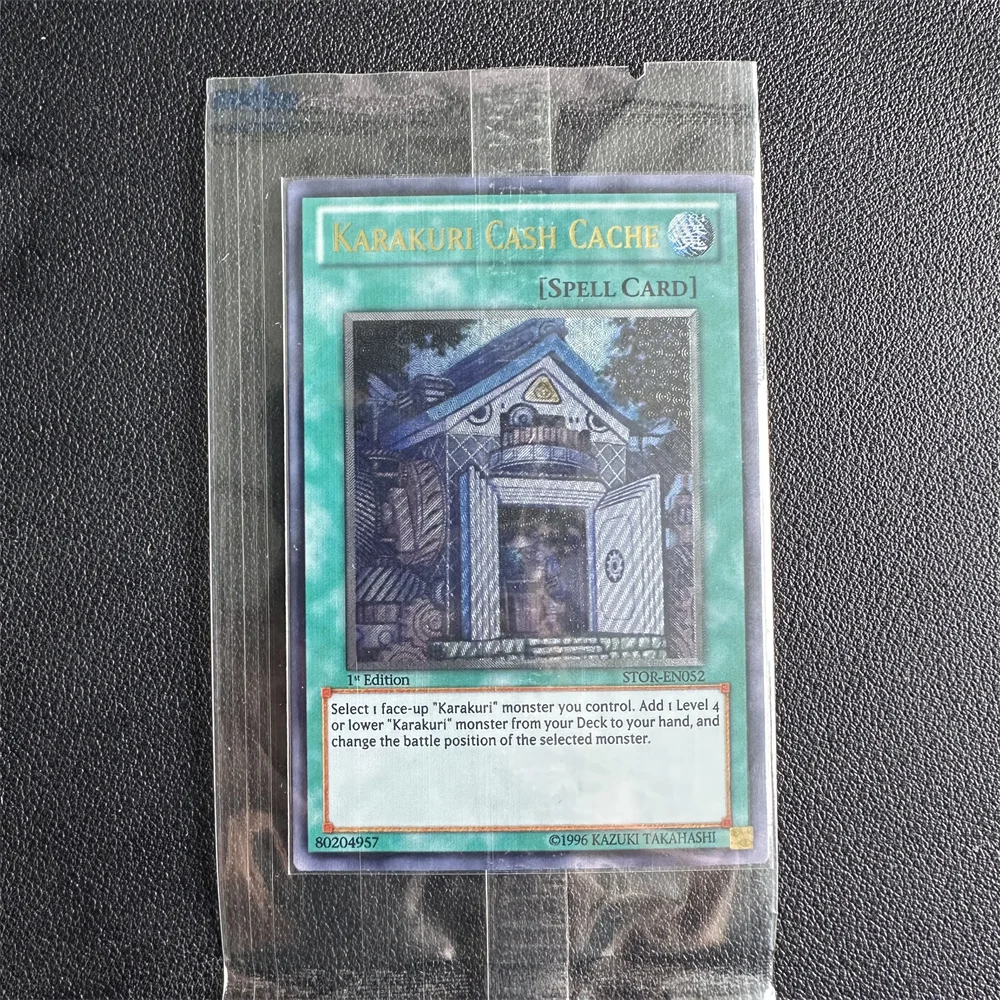 KARAKURI CASH CACHE
[SPELL CARD]
1st Edition
STOR-EN052
Select 1 face-up "Karakuri" monster you control. Add 1 Level 4
or lower "Karakuri" monster from your Deck to your hand, and
change the battle position of the selected monster.
80204957
©1996 KAZUKI TAKAHASHI